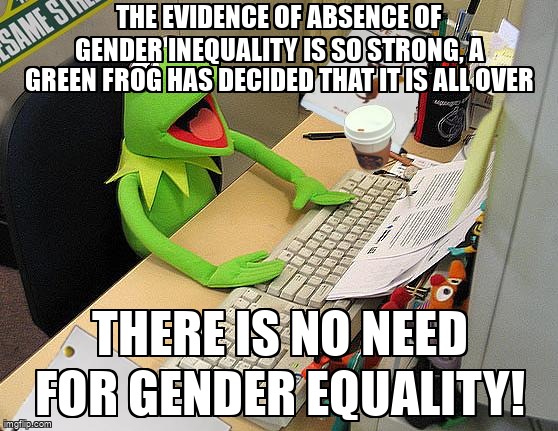 ESAME STRE
THE EVIDENCE OF ABSENCE OF
GENDER INEQUALITY IS SO STRONG, A
GREEN FROG HAS DECIDED THAT IT IS ALL OVER
THERE IS NO NEED
FOR GENDER EQUALITY!
imgflip.com